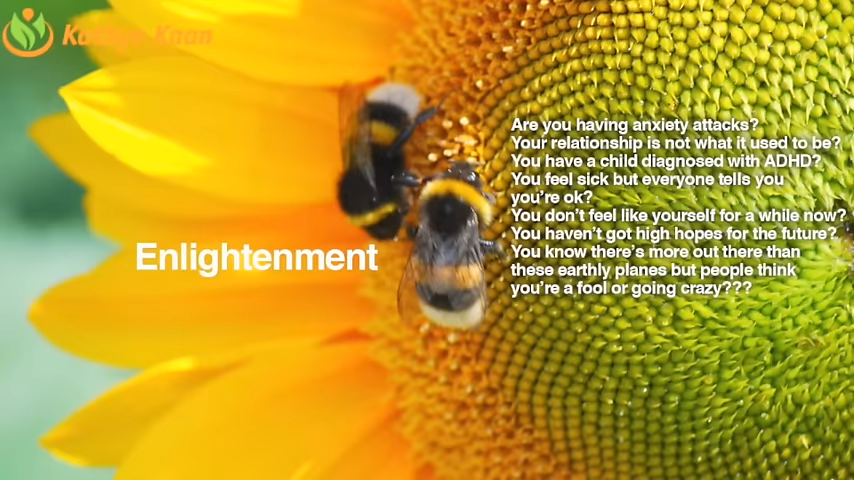 Enlightenment
Are you having anxiety attacks?
Your relationship is not what it used to be?
You have a child diagnosed with ADHD?
You feel sick but everyone tells you
you're ok?
You don't feel like yourself for a while now?
You haven't got high hopes for the future?
You know there's more out there than
these earthly planes but people think
you're a fool or going crazy???